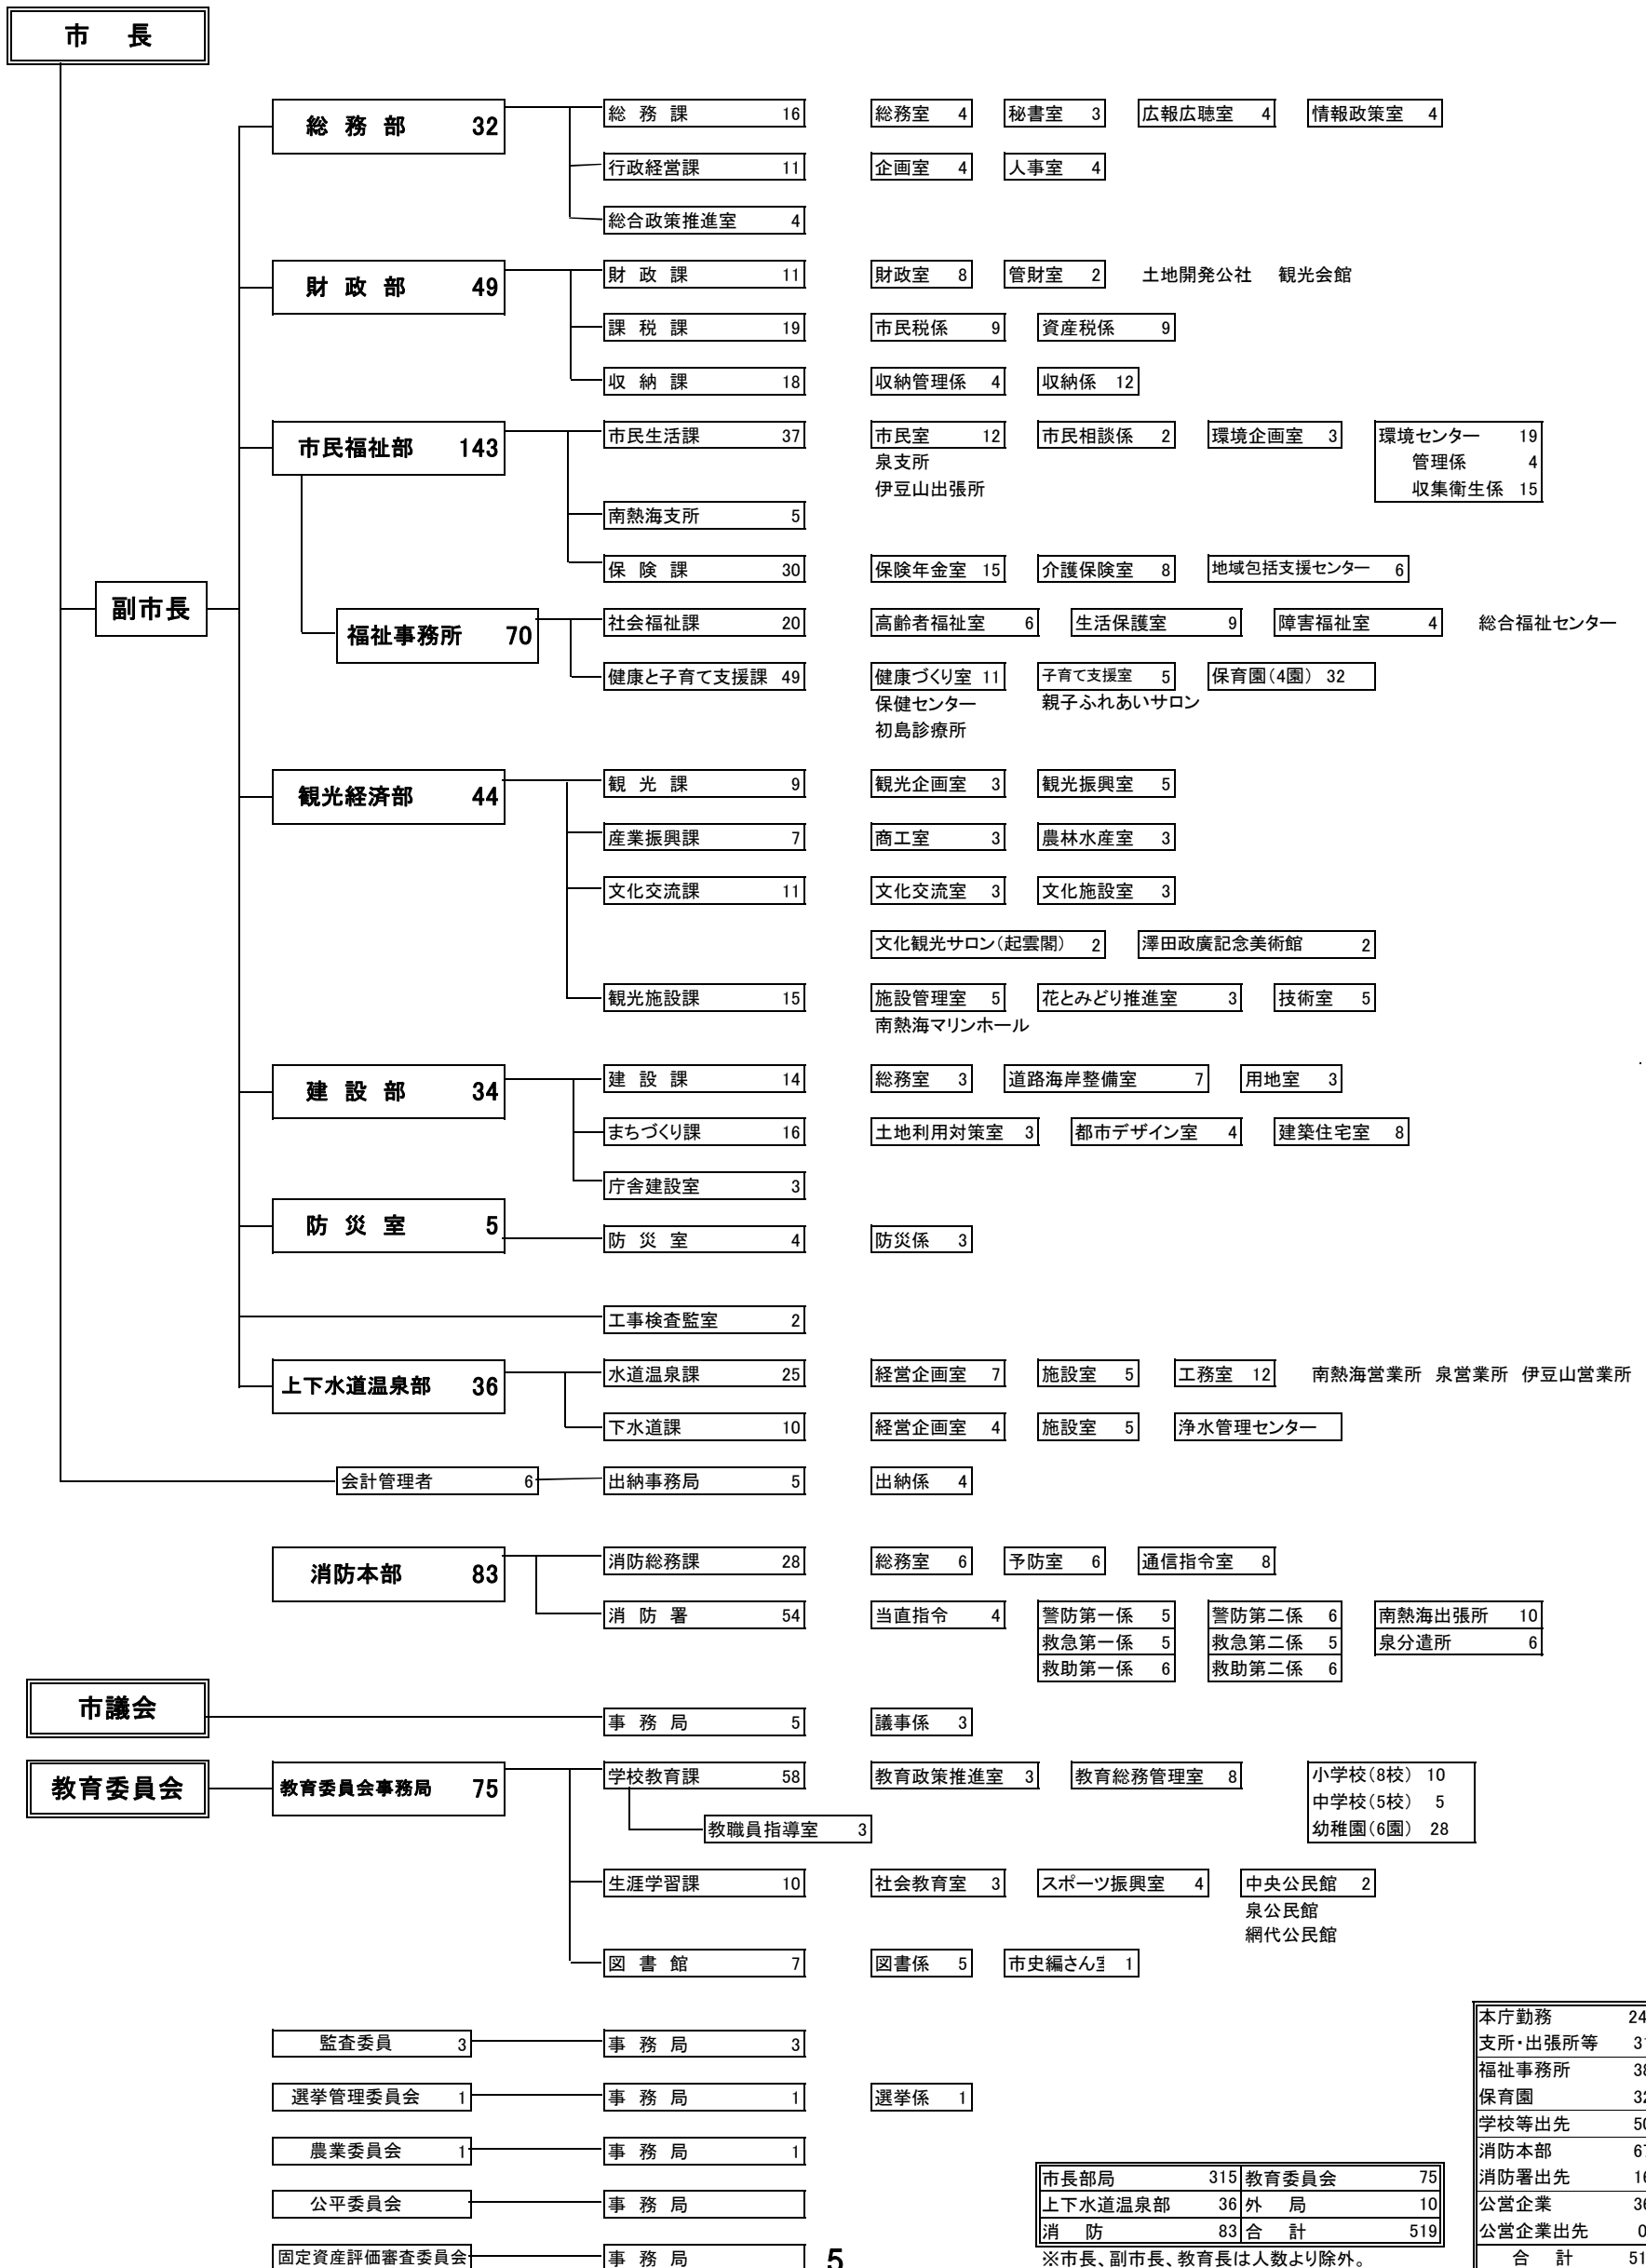 市　長
総 務 部 32 総 務 課 16 総務室 4 秘書室 3 広報広聴室 4 情報政策室 4
行政経営課 11 企画室 4 人事室 4
総合政策推進室 4
財 政 部 49 財 政 課 11 財政室 8 管財室 2 土地開発公社 観光会館
課 税 課 19 市民税係 9 資産税係 9
収 納 課 18 収納管理係 4 収納係 12
市民福祉部 143 市民生活課 37 市民室 12 市民相談係 2 環境企画室 3 環境センター 19
泉支所 管理係 4
伊豆山出張所 収集衛生係 15
南熱海支所 5
保 険 課 30 保険年金室 15 介護保険室 8 地域包括支援センター 6
副市長
福祉事務所 70 社会福祉課 20 高齢者福祉室 6 生活保護室 9 障害福祉室 4 総合福祉センター
健康と子育て支援課 49 健康づくり室 11 子育て支援室 5 保育園(4園) 32
保健センター 親子ふれあいサロン
初島診療所
観光経済部 44 観 光 課 9 観光企画室 3 観光振興室 5
産業振興課 7 商工室 3 農林水産室 3
文化交流課 11 文化交流室 3 文化施設室 3
文化観光サロン(起雲閣) 2 澤田政廣記念美術館 2
観光施設課 15 施設管理室 5 花とみどり推進室 3 技術室 5
南熱海マリンホール
建 設 部 34 建 設 課 14 総務室 3 道路海岸整備室 7 用地室 3
まちづくり課 16 土地利用対策室 3 都市デザイン室 4 建築住宅室 8
庁舎建設室 3
防 災 室 5 防 災 室 4 防災係 3
工事検査監室 2
上下水道温泉部 36 水道温泉課 25 経営企画室 7 施設室 5 工務室 12 南熱海営業所 泉営業所 伊豆山営業所
下水道課 10 経営企画室 4 施設室 5 浄水管理センター
会計管理者 6 出納事務局 5 出納係 4
消防本部 83 消防総務課 28 総務室 6 予防室 6 通信指令室 8
消 防 署 54 当直指令 4 警防第一係 5 警防第二係 6 南熱海出張所 10
救急第一係 5 救急第二係 5 泉分遣所 6
救助第一係 6 救助第二係 6
市議会 事 務 局 5 議事係 3
教育委員会 教育委員会事務局 75 学校教育課 58 教育政策推進室 3 教育総務管理室 8 小学校(8校) 10
中学校(5校) 5
教職員指導室 3 幼稚園(6園) 28
生涯学習課 10 社会教育室 3 スポーツ振興室 4 中央公民館 2
泉公民館
網代公民館
図 書 館 7 図書係 5 市史編さん 1
監査委員 3 事 務 局 3
選挙管理委員会 1 事 務 局 1 選挙係 1
農業委員会 1 事 務 局 1
公平委員会 事 務 局
固定資産評価審査委員会 事 務 局
市長部局 315 教育委員会 75
上下水道温泉部 36 外　局 10
消　防 83 合　計 519
※市長、副市長、教育長は人数より除外。
本庁勤務 24
支所・出張所等 3
福祉事務所 38
保育園 32
学校等出先 50
消防本部 67
消防署出先 16
公営企業 36
公営企業出先 0
合　計 51
5